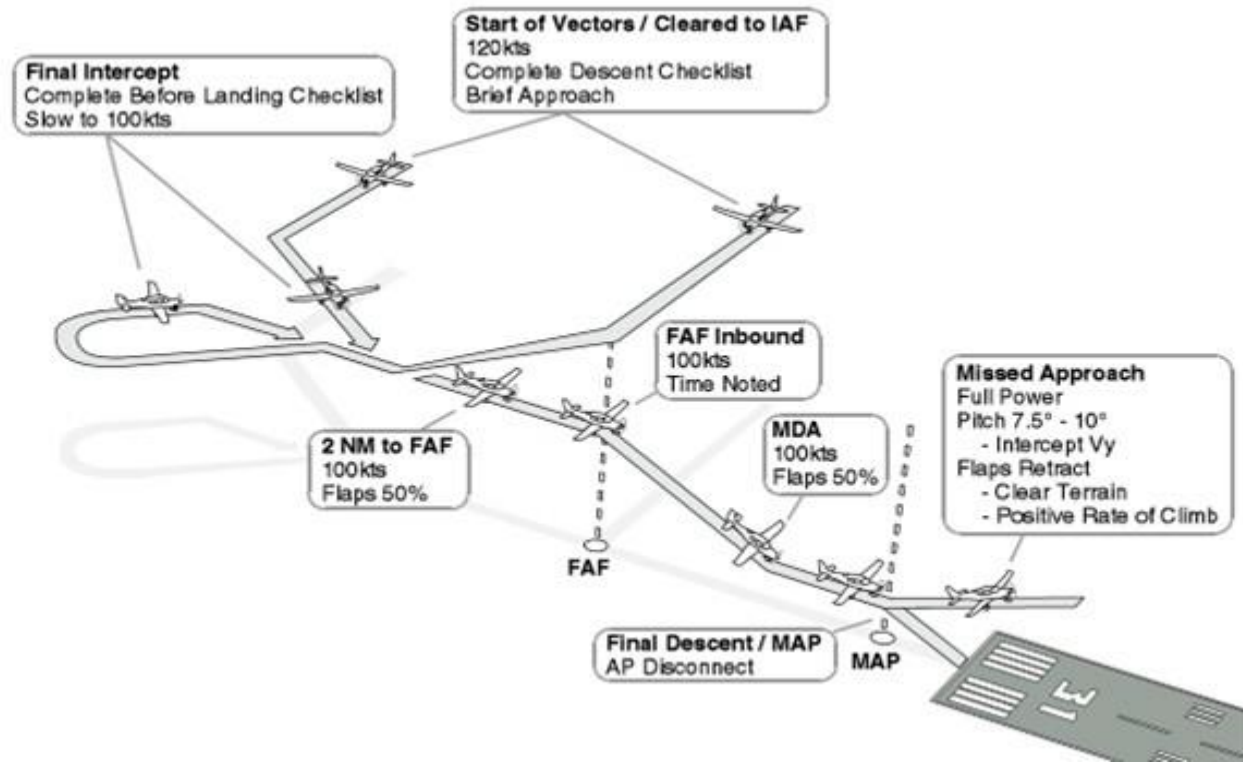 Start of Vectors / Cleared to IAF
120kts
Complete Descent Checklist
Brief Approach
Final Intercept
Complete Before Landing Checklist
Slow to 100kts
FAF Inbound
100kts
Time Noted
Missed Approach
Full Power
Pitch 7.5° - 10°
- Intercept Vy
Flaps Retract
- Clear Terrain
- Positive Rate of Climb
2 NM to FAF
100kts
Flaps 50%
MDA
100kts
Flaps 50%
FAF
Final Descent / MAP
AP Disconnect
MAP
13